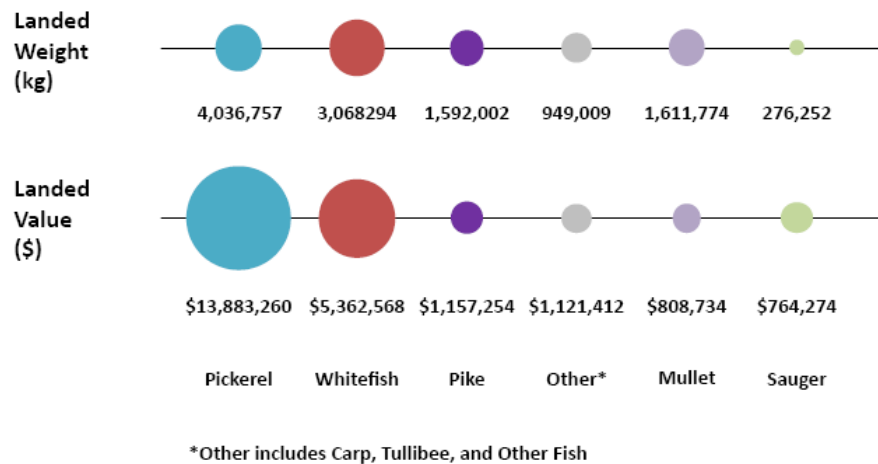 Landed
Weight
(kg)
4,036,757 3,068294 1,592,002 949,009 1,611,774 276,252
Landed
Value
($)
$13,883,260 $5,362,568 $1,157,254 $1,121,412 $808,734 $764,274
Pickerel Whitefish Pike Other* Mullet Sauger
*Other includes Carp, Tullibee, and Other Fish